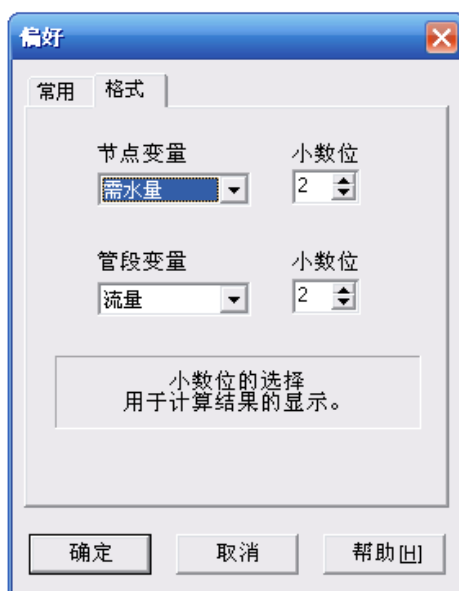 偏好
常用 格式
节点变量 小数位
需水量 2
管段变量 小数位
流量 2
小数位的选择
用于计算结果的显示。
确定 取消 帮助[H]